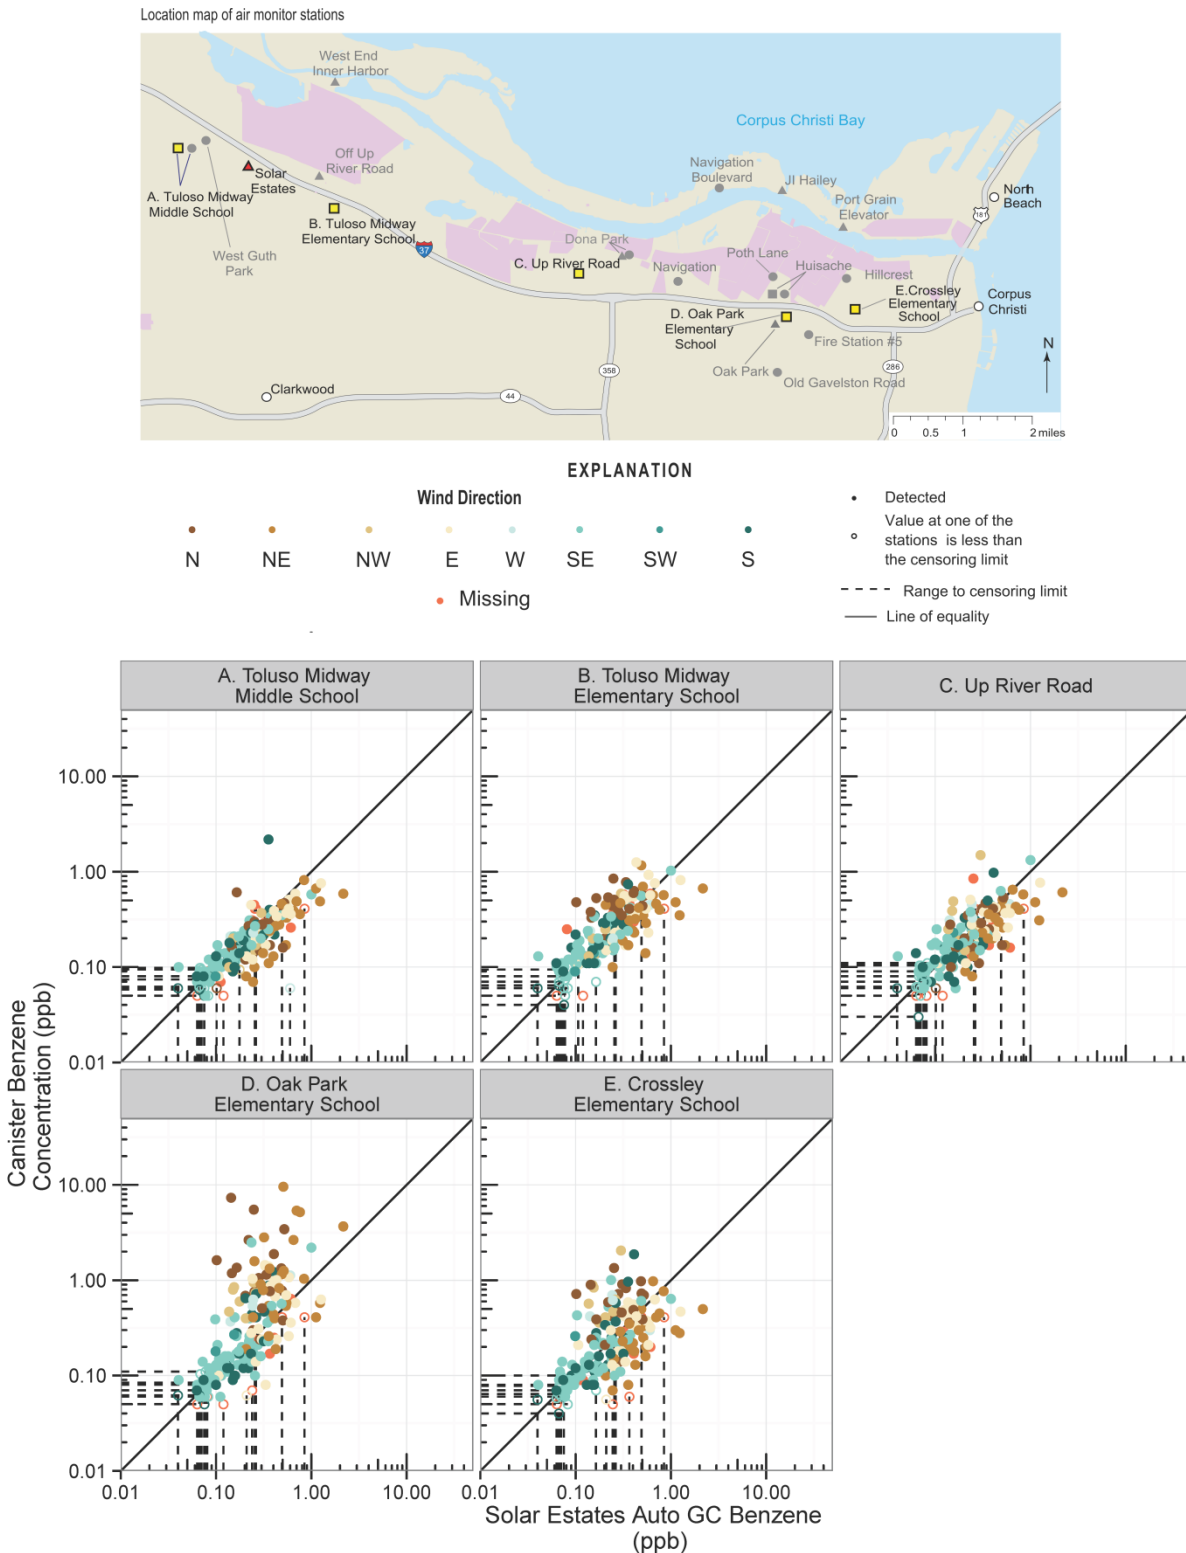 Location map of air monitor stations
West End
Inner Harbor
Corpus Christi Bay
Off Up
River Road
Solar
Estates
A. Tuloso Midway
Middle School
B. Tuloso Midway
Elementary School
West Guth
Park
37
Navigation
Boulevard
JI Hailey
Port Grain
Elevator
North
Beach
181
Dona Park
C. Up River Road
Navigation
Poth Lane
Huisache
Hillcrest
E.Crossley
Elementary
School
Corpus
Christi
D. Oak Park
Elementary
School
Fire Station #5
Oak Park
Old Gavelston Road
Clarkwood
44
358
286
N
0 0.5 1 2 miles
EXPLANATION
Wind Direction
N NE NW E W SE SW S
Missing
Detected
Value at one of the
stations is less than
the censoring limit
Range to censoring limit
Line of equality
A. Toluso Midway
Middle School
B. Toluso Midway
Elementary School
C. Up River Road
10.00
1.00
0.10
0.01
D. Oak Park
Elementary School
E. Crossley
Elementary School
10.00
1.00
0.10
0.01
0.01 0.10 1.00 10.00
0.01 0.10 1.00 10.00
Canister Benzene
Concentration (ppb)
Solar Estates Auto GC Benzene
(ppb)